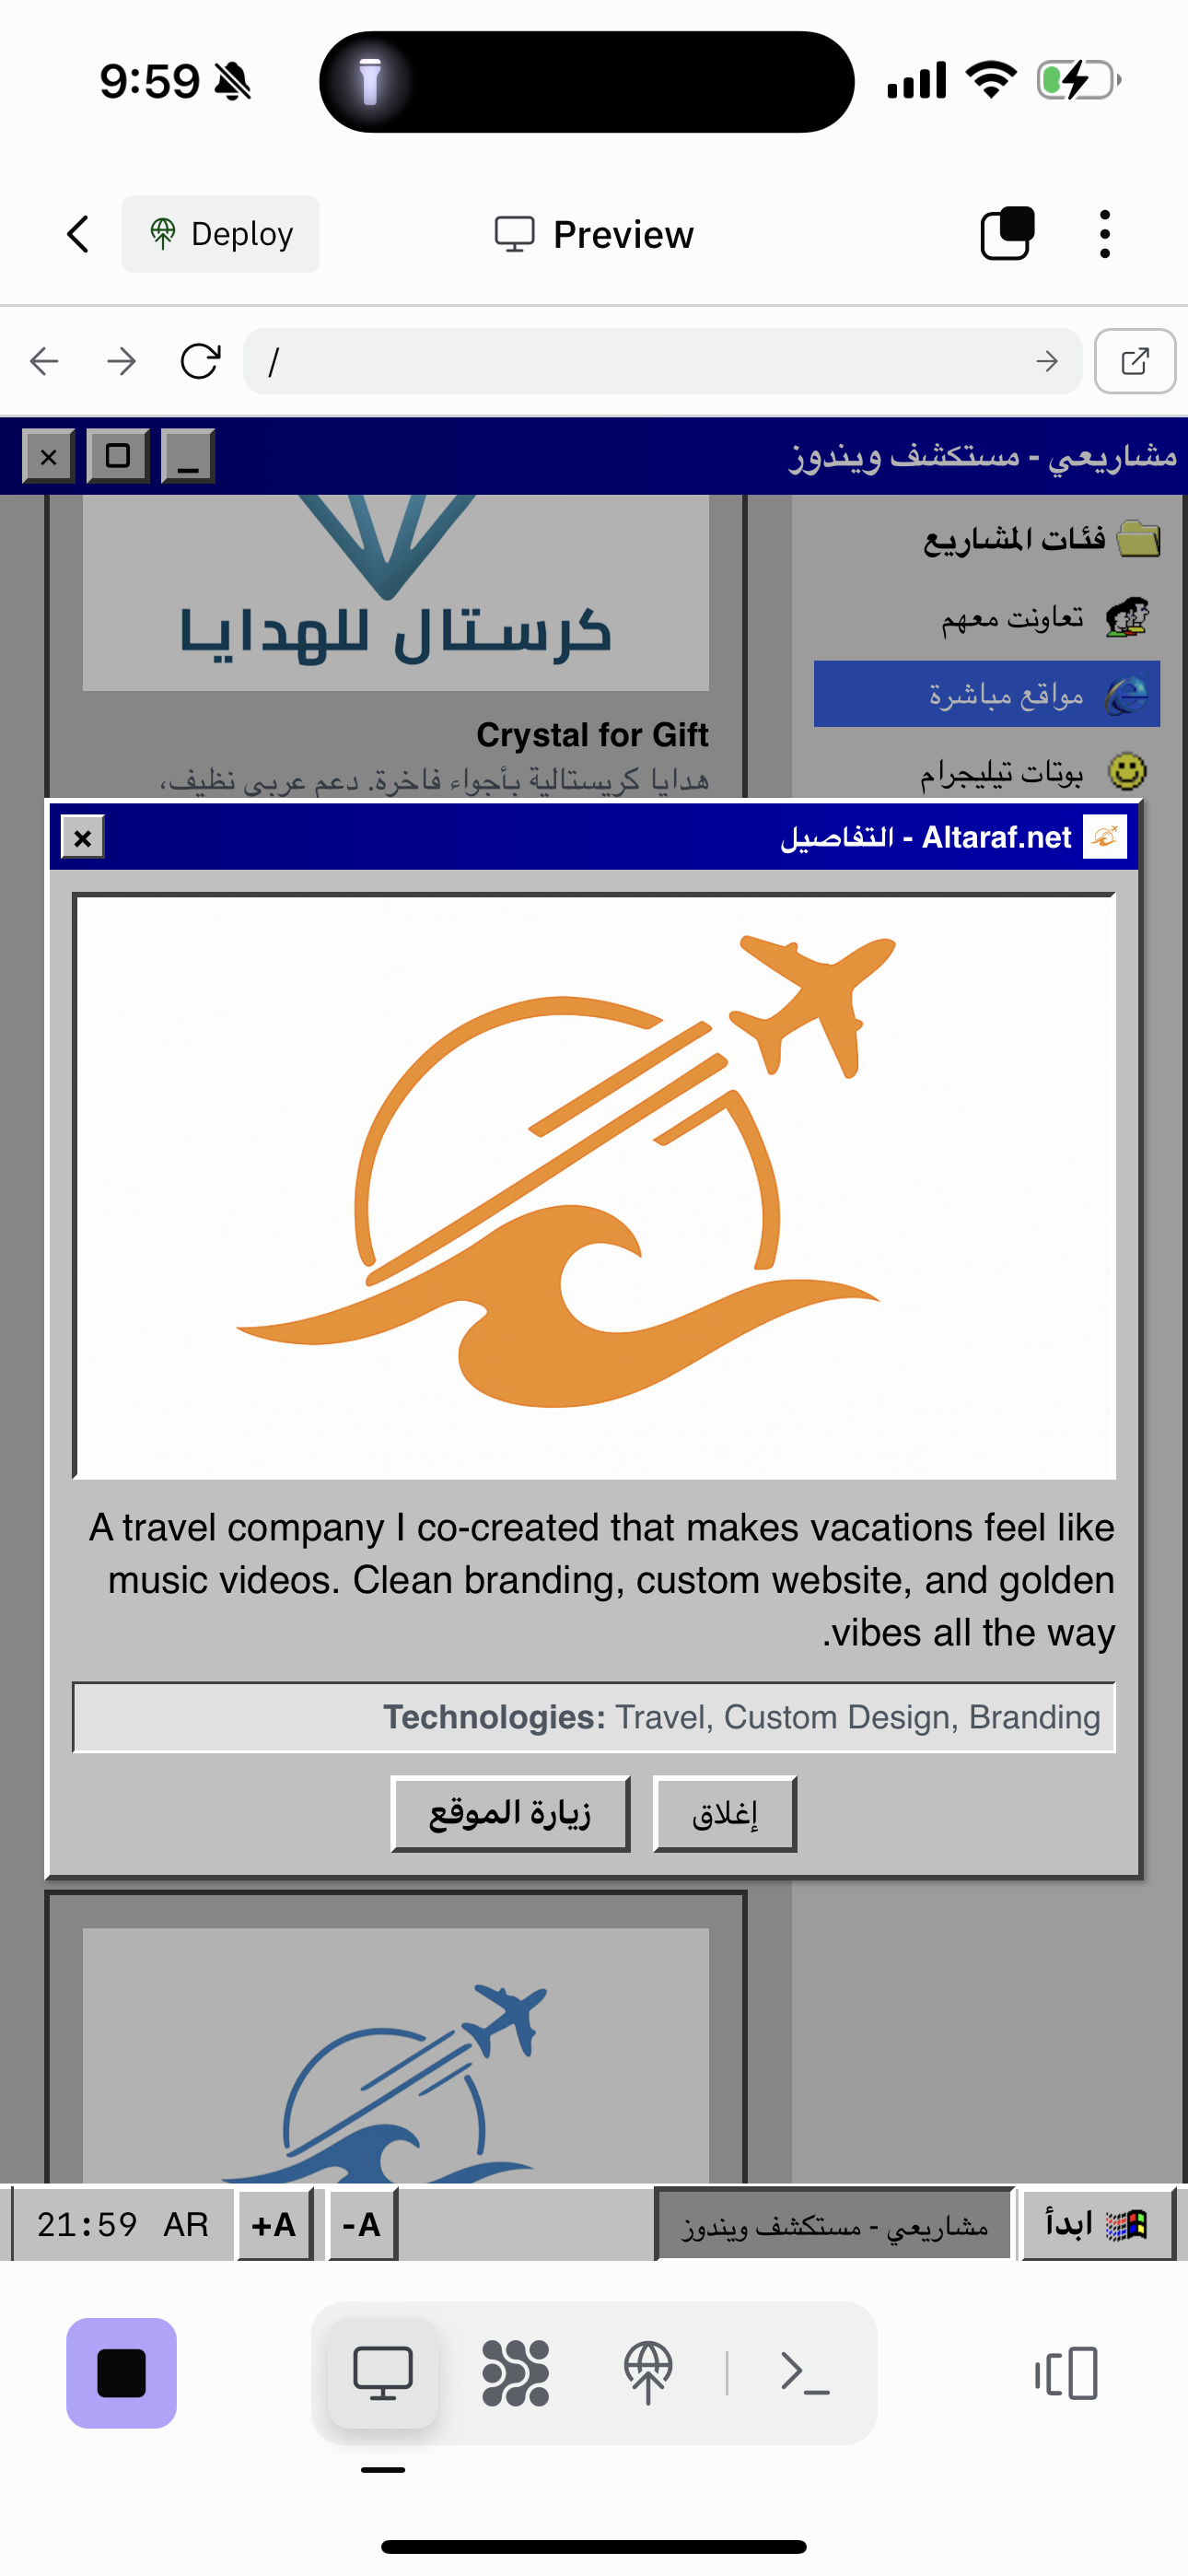 9:59
Deploy
Preview
/
مشاريعي - مستكشف ويندوز
فئات المشاريع
تعاونت معهم
مواقع مباشرة
بوتات تيليجرام
كرستال للهدايا
Crystal for Gift
هدايا كريستالية بأجواء فاخرة. دعم عربي نظيف،
Altaraf.net - التفاصيل
A travel company I co-created that makes vacations feel like
music videos. Clean branding, custom website, and golden
.vibes all the way
Technologies: Travel, Custom Design, Branding
إغلاق
زيارة الموقع
ابدأ
مشاريعي - مستكشف ويندوز
-A
+A
21:59 AR